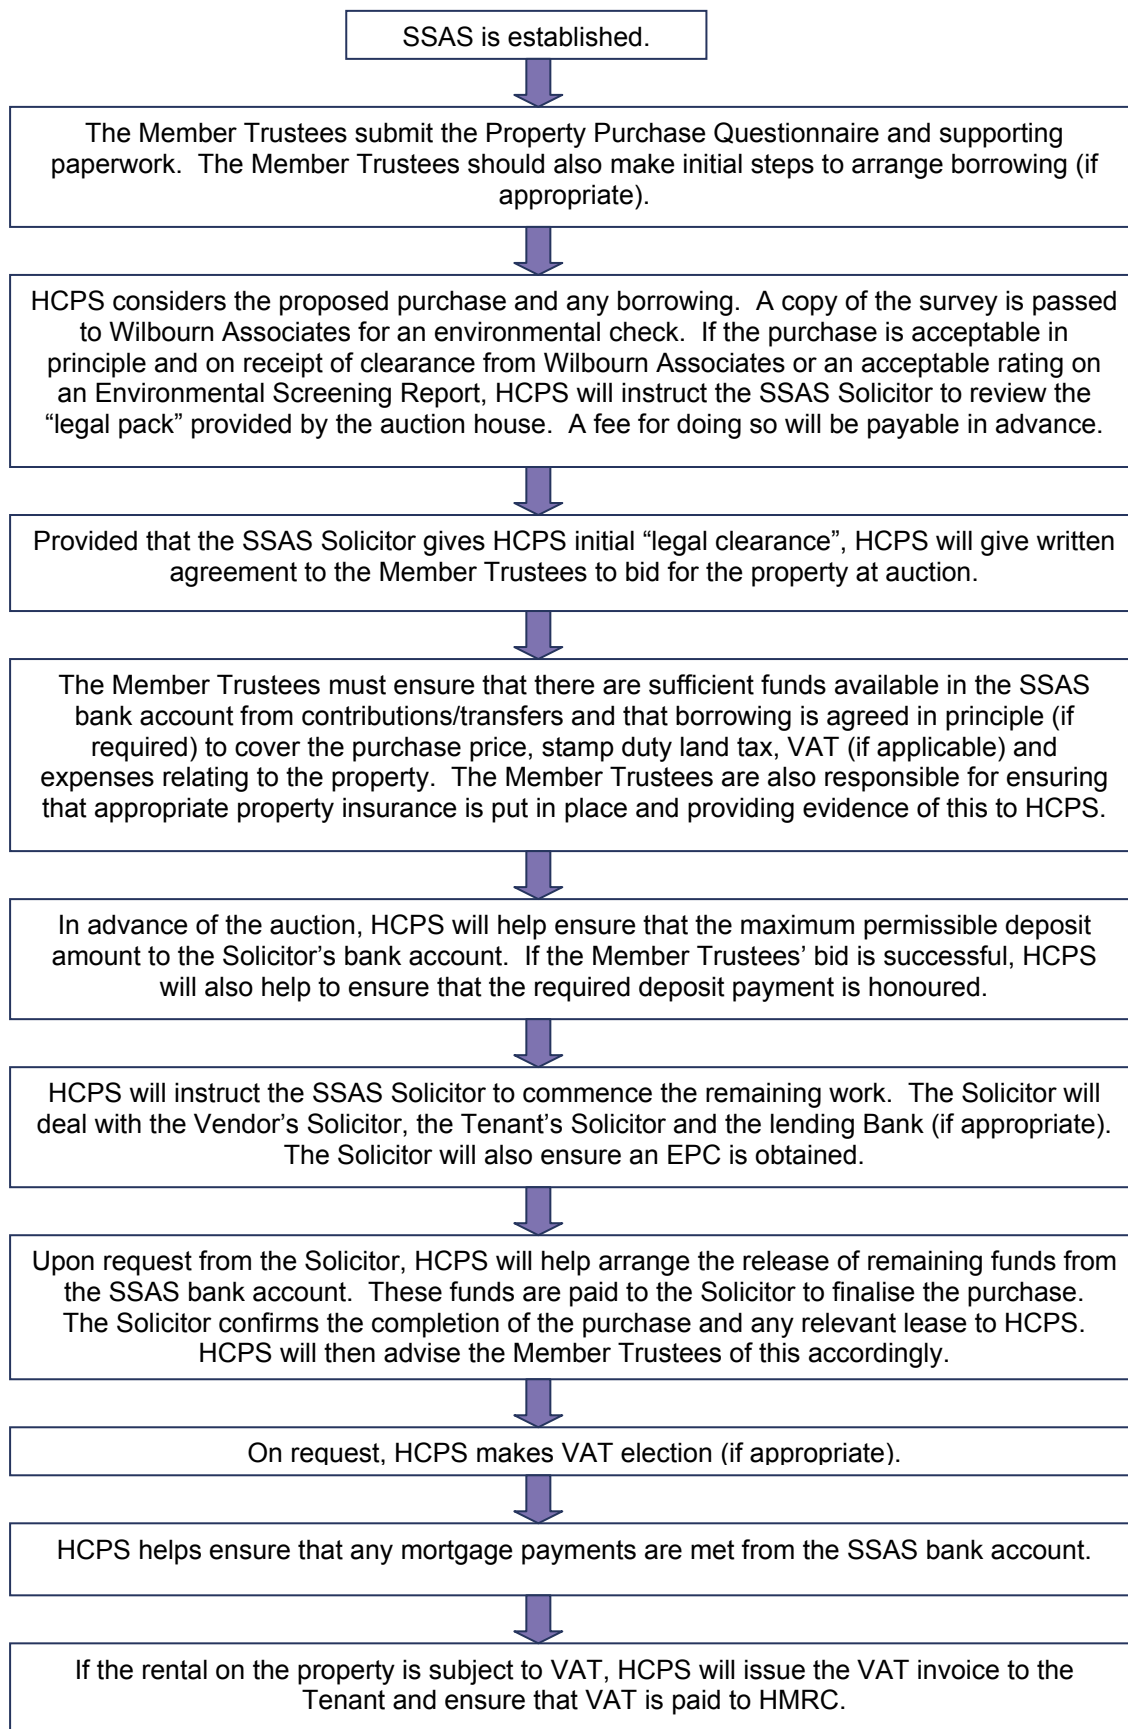 SSAS is established.
The Member Trustees submit the Property Purchase Questionnaire and supporting
paperwork.  The Member Trustees should also make initial steps to arrange borrowing (if
appropriate).
HCPS considers the proposed purchase and any borrowing.  A copy of the survey is passed
to Wilbourn Associates for an environmental check.  If the purchase is acceptable in
principle and on receipt of clearance from Wilbourn Associates or an acceptable rating on
an Environmental Screening Report, HCPS will instruct the SSAS Solicitor to review the
“legal pack” provided by the auction house.  A fee for doing so will be payable in advance.
Provided that the SSAS Solicitor gives HCPS initial “legal clearance”, HCPS will give written
agreement to the Member Trustees to bid for the property at auction.
The Member Trustees must ensure that there are sufficient funds available in the SSAS
bank account from contributions/transfers and that borrowing is agreed in principle (if
required) to cover the purchase price, stamp duty land tax, VAT (if applicable) and
expenses relating to the property.  The Member Trustees are also responsible for ensuring
that appropriate property insurance is put in place and providing evidence of this to HCPS.
In advance of the auction, HCPS will help ensure that the maximum permissible deposit
amount to the Solicitor’s bank account.  If the Member Trustees’ bid is successful, HCPS
will also help to ensure that the required deposit payment is honoured.
HCPS will instruct the SSAS Solicitor to commence the remaining work.  The Solicitor will
deal with the Vendor’s Solicitor, the Tenant’s Solicitor and the lending Bank (if appropriate).
The Solicitor will also ensure an EPC is obtained.
Upon request from the Solicitor, HCPS will help arrange the release of remaining funds from
the SSAS bank account.  These funds are paid to the Solicitor to finalise the purchase.
The Solicitor confirms the completion of the purchase and any relevant lease to HCPS.
HCPS will then advise the Member Trustees of this accordingly.
On request, HCPS makes VAT election (if appropriate).
HCPS helps ensure that any mortgage payments are met from the SSAS bank account.
If the rental on the property is subject to VAT, HCPS will issue the VAT invoice to the
Tenant and ensure that VAT is paid to HMRC.